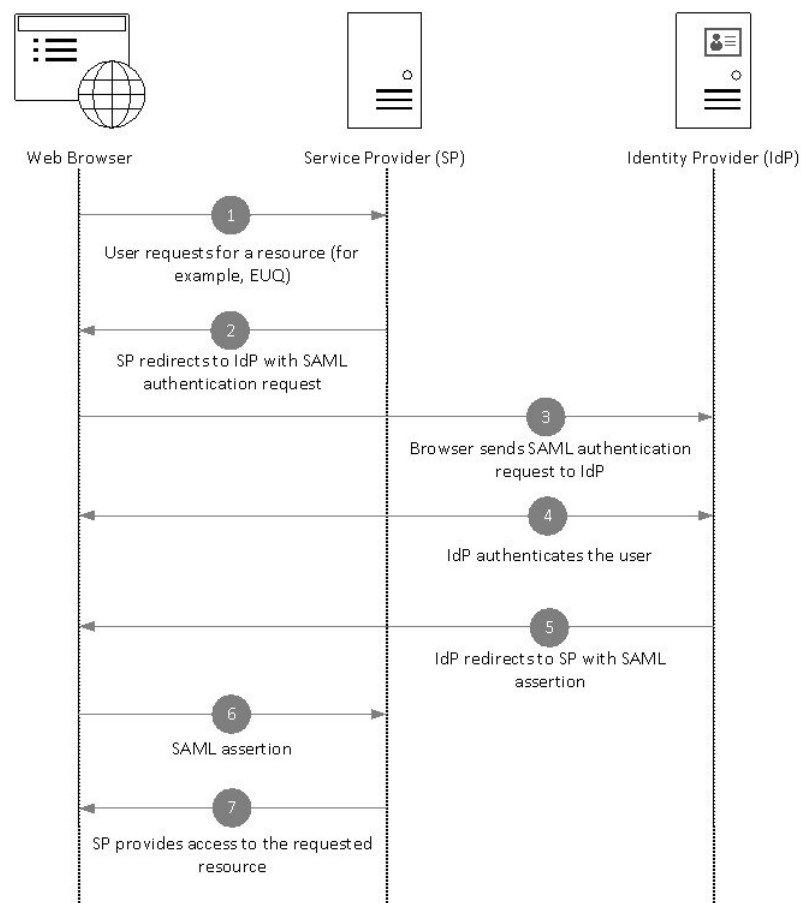 Web Browser
Service Provider (SP)
Identity Provider (IdP)
1
User requests for a resource (for
example, EUQ)
2
SP redirects to IdP with SAML
authentication request
3
Browser sends SAML authentication
request to IdP
4
IdP authenticates the user
5
IdP redirects to SP with SAML
assertion
6
SAML assertion
7
SP provides access to the requested
resource